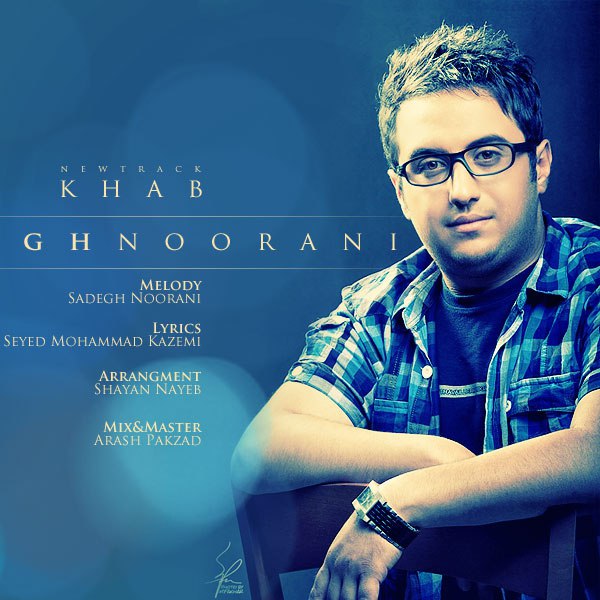 NEWTRACK
KHAB
GHNOORANI
MELODY
SADEGH NOORANI
LYRICS
SEYED MOHAMMAD KAZEMI
ARRANGMENT
SHAYAN NAYEB
MIX&MASTER
ARASH PAKZAD